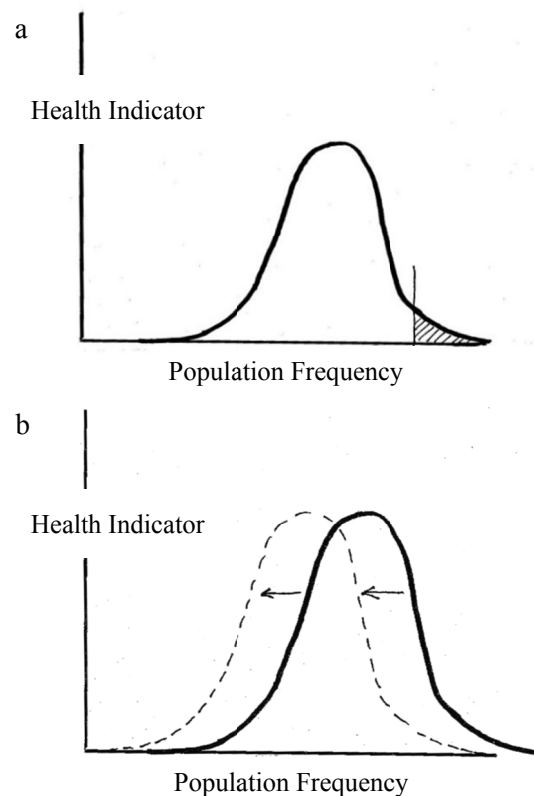 a
Health Indicator
Population Frequency
b
Health Indicator
Population Frequency